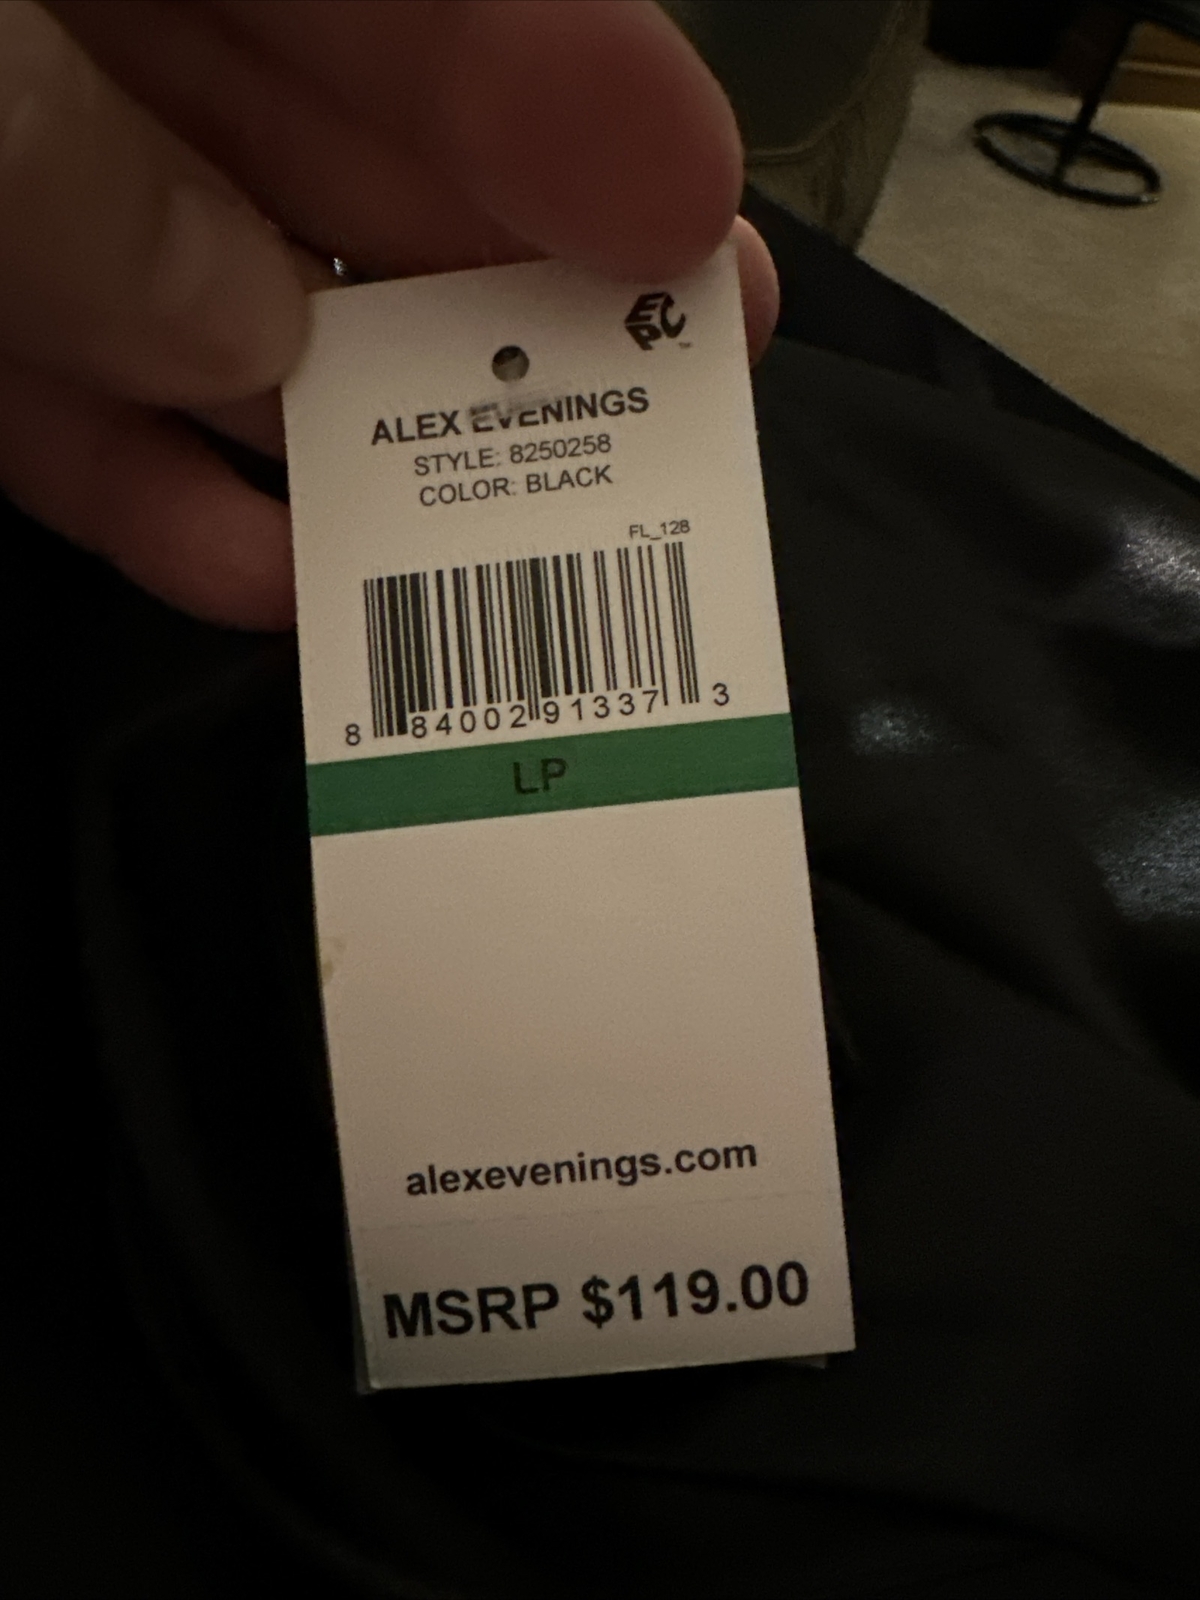 EPC
ALEX EVENINGS
STYLE: 8250258
COLOR: BLACK
FL_128
8 84002 91337 3
LP
alexevenings.com
MSRP $119.00